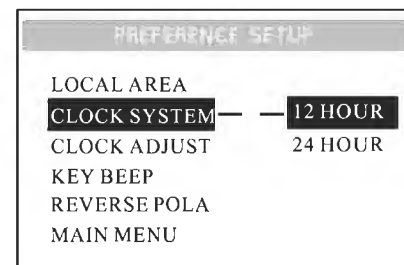 PREFERENCE SETUP
LOCAL AREA
CLOCK SYSTEM — — 12 HOUR
CLOCK ADJUST 24 HOUR
KEY BEEP
REVERSE POLA
MAIN MENU